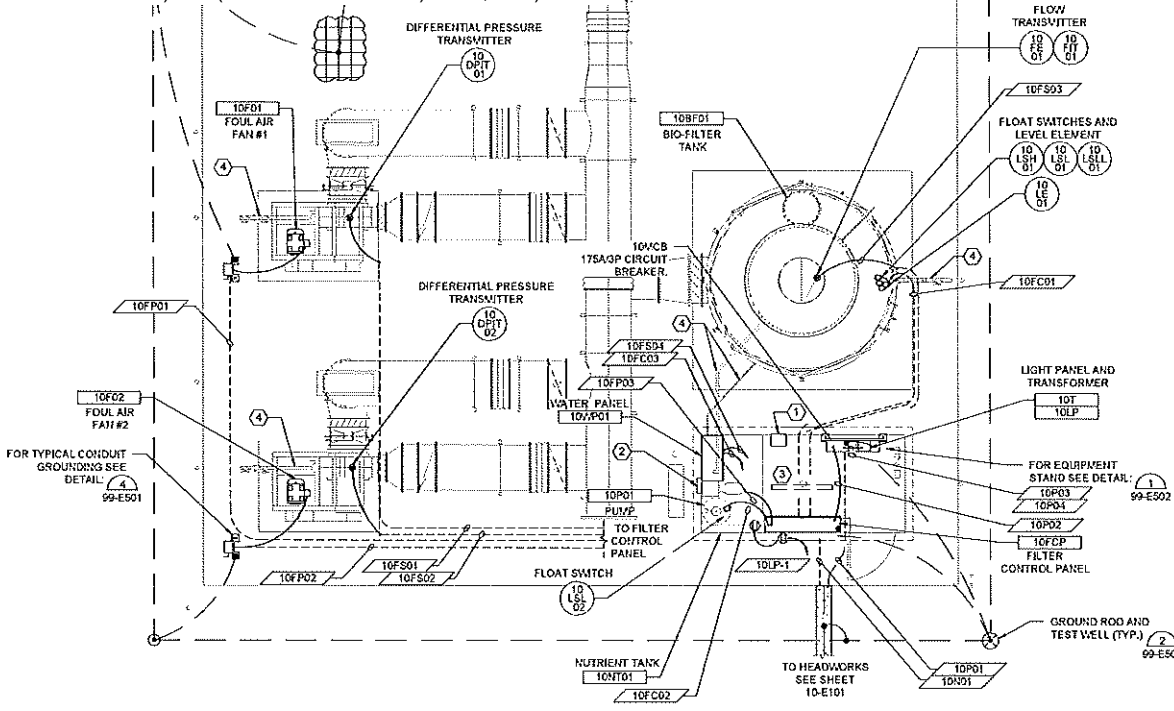 FLOW
TRANSMITTER
10
FE
01
10
FIT
01
DIFFERENTIAL PRESSURE
TRANSMITTER
10
DPIT
01
10FS03
10F01
FOUL AIR
FAN #1
10BF01
BIO-FILTER
TANK
FLOAT SWITCHES AND
LEVEL ELEMENT
10
LSH
01
10
LSL
01
10
LSLL
01
10
LE
01
4
10MCB
175A/3P CIRCUIT
BREAKER.
4
10FC01
DIFFERENTIAL PRESSURE
TRANSMITTER
10
DPIT
02
10FP01
4
10FS04
10FC03
10FP03
LIGHT PANEL AND
TRANSFORMER
10T
10LP
10F02
FOUL AIR
FAN #2
4
WATER PANEL
10WP01
1
2
3
FOR TYPICAL CONDUIT
GROUNDING SEE
DETAIL:
4
99-E501
FOR EQUIPMENT
STAND SEE DETAIL:
1
99-E502
10P01
PUMP
10P03
10P04
10P02
10FCP
FILTER
CONTROL PANEL
TO FILTER
CONTROL
PANEL
10FP02
10FS01
10FS02
FLOAT SWITCH
10
LSL
02
10LP-1
GROUND ROD AND
TEST WELL (TYP.)
2
NUTRIENT TANK
10NT01
10FC02
TO HEADWORKS
SEE SHEET
10-E101
10P01
10N01